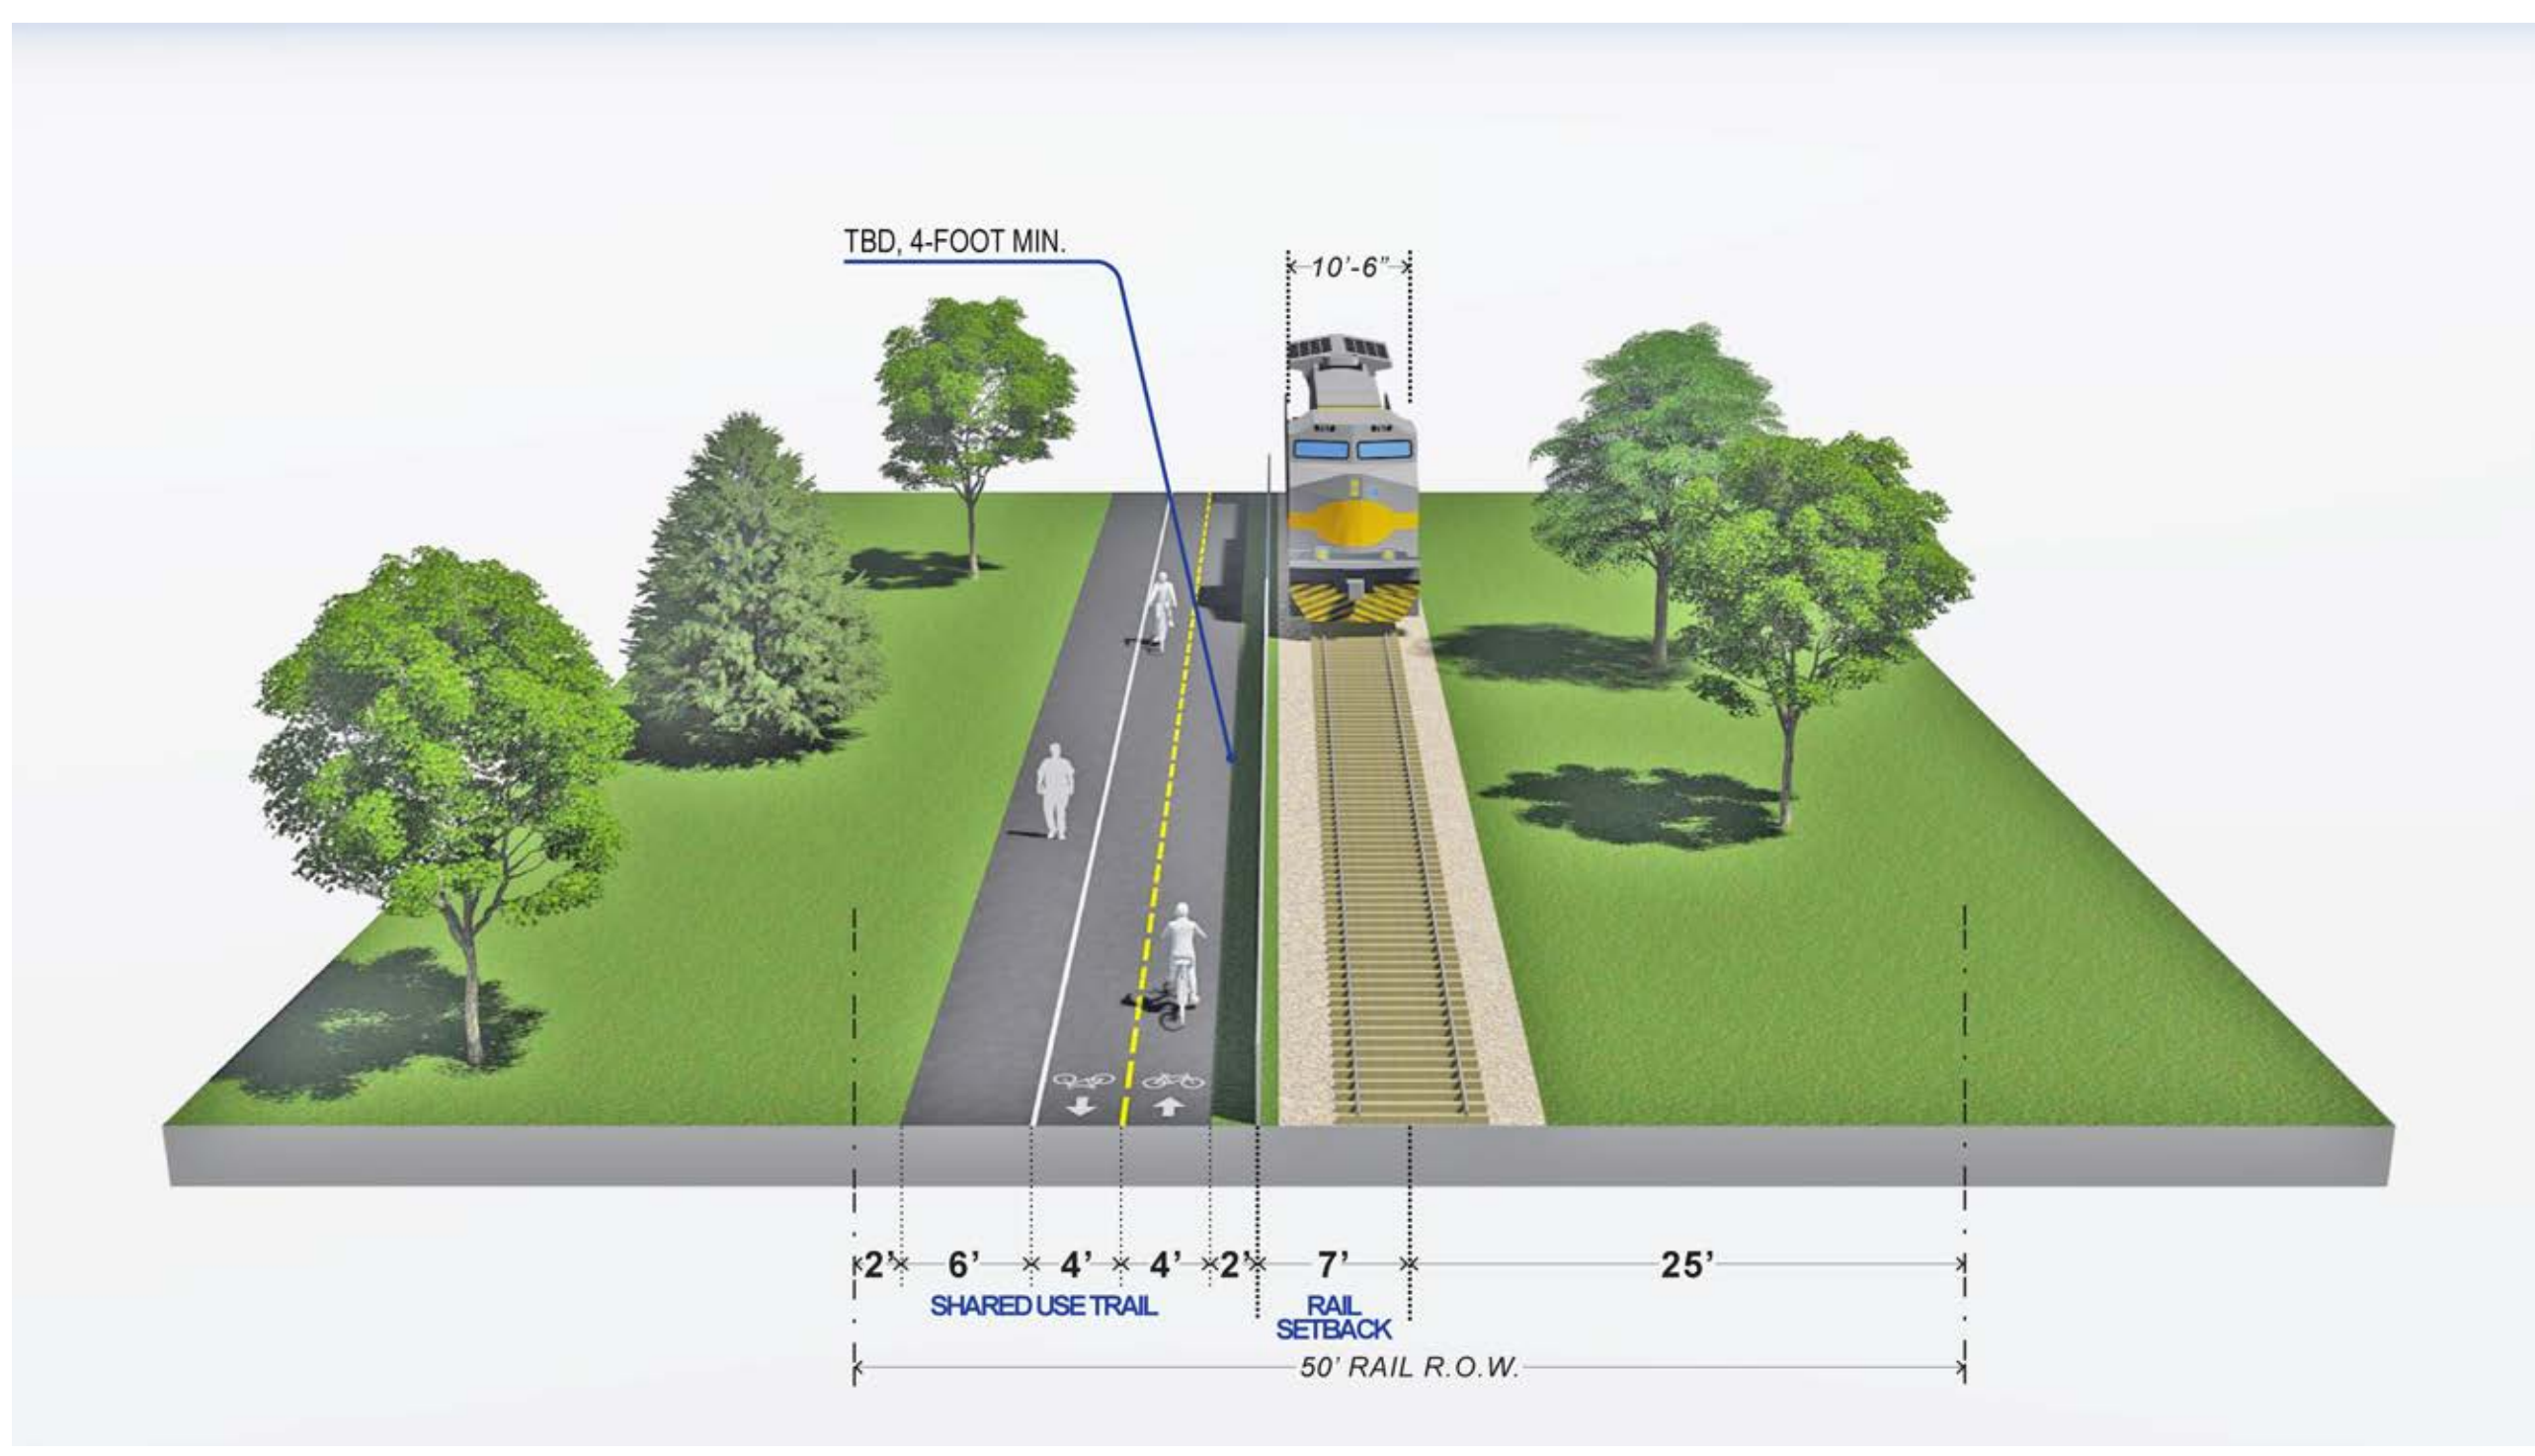 TBD, 4-FOOT MIN.
10'-6"
2' 6' 4' 4' 2' 7' 25'
SHARED USE TRAIL
RAIL
SETBACK
50' RAIL R.O.W.